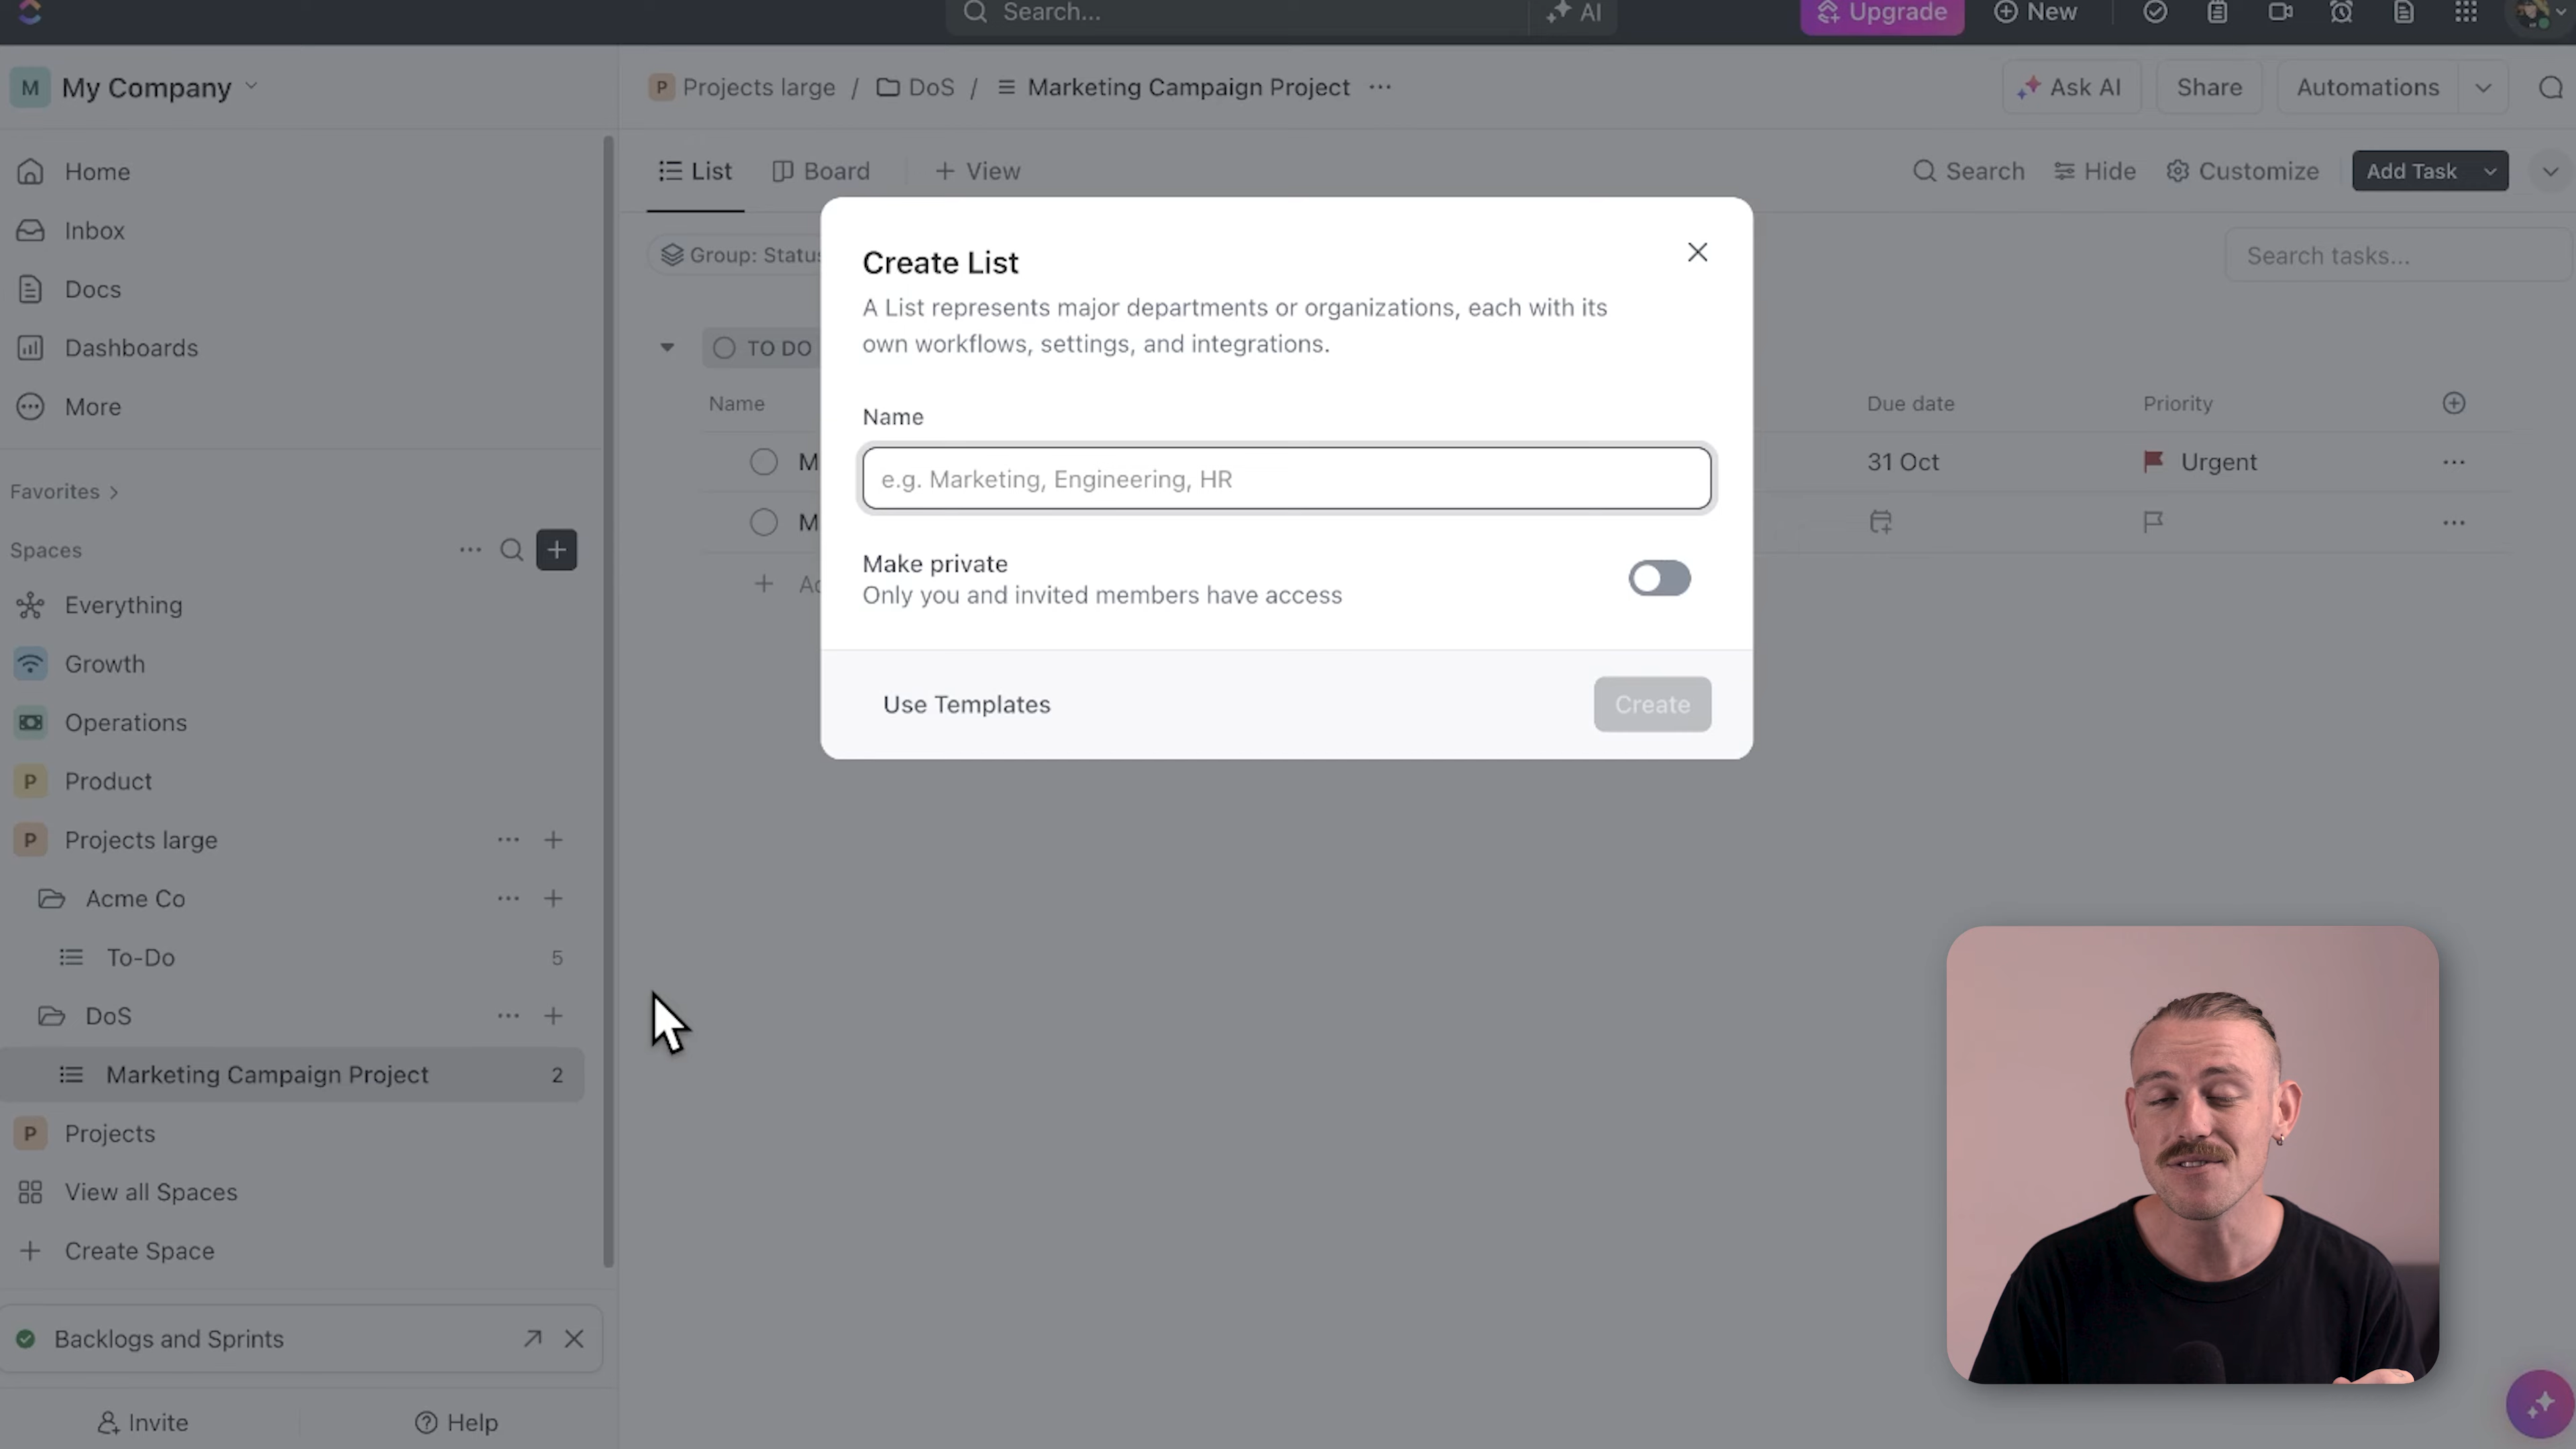 Search...
AI
Upgrade
New
M My Company
P Projects large / DoS / Marketing Campaign Project
Ask AI
Share
Automations
Home
Inbox
Docs
Dashboards
More
Favorites
Spaces
Everything
Growth
Operations
P Product
P Projects large
Acme Co
To-Do 5
DoS
Marketing Campaign Project 2
P Projects
View all Spaces
Create Space
Backlogs and Sprints
Invite
Help
List
Board
+ View
Search
Hide
Customize
Add Task
Group: Status
Search tasks...
TO DO
Name
Due date
Priority
M
31 Oct
Urgent
M
Create List
A List represents major departments or organizations, each with its
own workflows, settings, and integrations.
Name
e.g. Marketing, Engineering, HR
Make private
Only you and invited members have access
Use Templates
Create